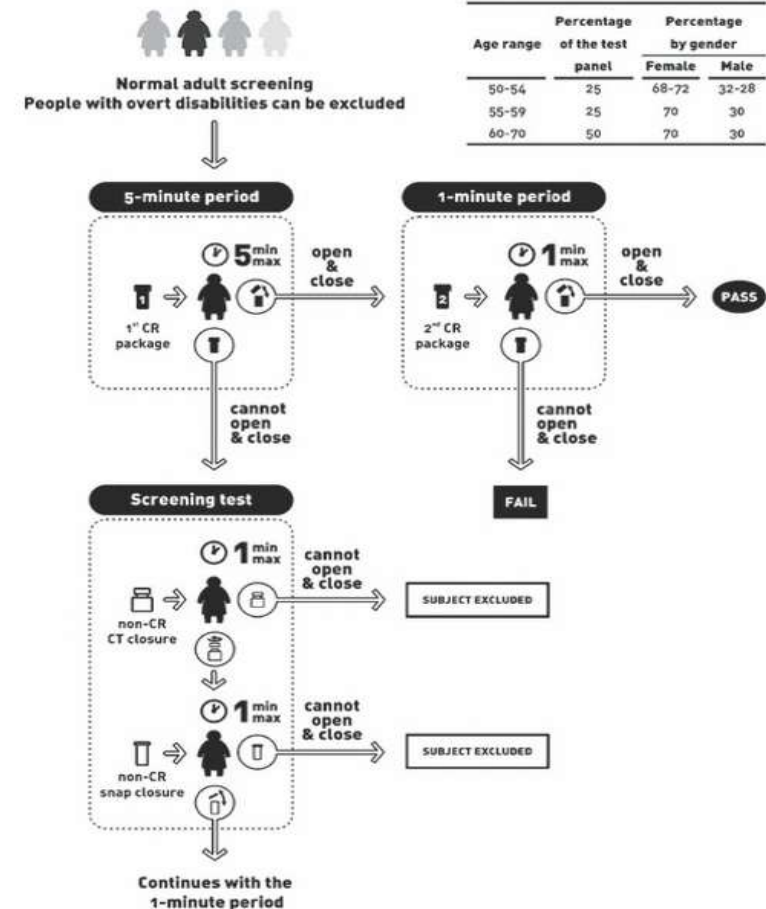 Normal adult screening
People with overt disabilities can be excluded
Percentage Percentage
Age range of the test by gender
panel Female Male
50-54 25 68-72 32-28
55-59 25 70 30
60-70 50 70 30
5-minute period
5 min max
open
& close
1
1st CR
package
cannot
open
& close
1-minute period
1 min max
open
& close
2
2nd CR
package
PASS
cannot
open
& close
FAIL
Screening test
1 min max
cannot
open
& close
non-CR
CT closure
SUBJECT EXCLUDED
1 min max
cannot
open
& close
non-CR
snap closure
SUBJECT EXCLUDED
Continues with the
1-minute period